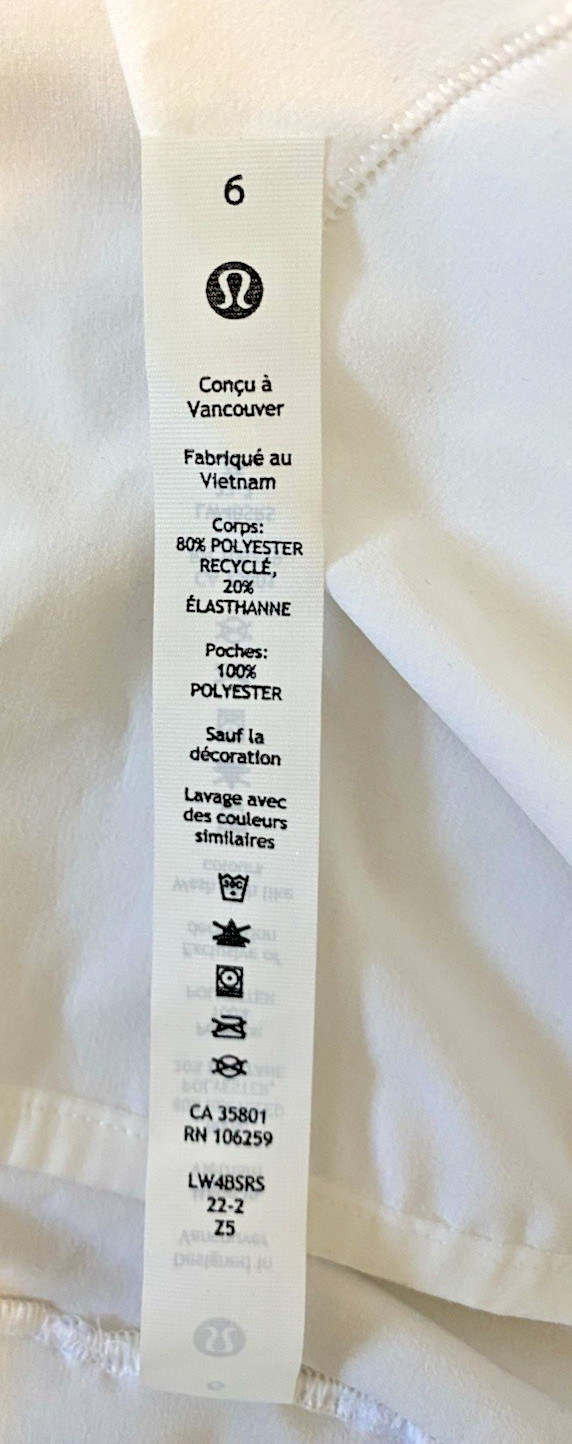 6
Conçu à
Vancouver
Fabriqué au
Vietnam
Corps:
80% POLYESTER
RECYCLÉ,
20%
ÉLASTHANNE
Poches:
100%
POLYESTER
Sauf la
décoration
Lavage avec
des couleurs
similaires
30C
CA 35801
RN 106259
LW4BSRS
22-2
Z5